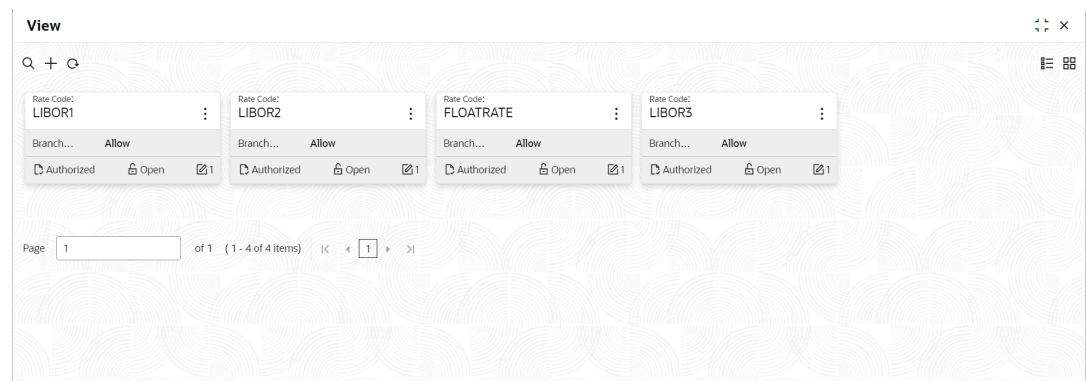 View
Rate Code: Rate Code: Rate Code: Rate Code:
LIBOR1 LIBOR2 FLOATRATE LIBOR3
Branch... Allow Branch... Allow Branch... Allow Branch... Allow
Authorized Open 1 Authorized Open 1 Authorized Open 1 Authorized Open 1
Page 1 of 1 (1 - 4 of 4 items) 1